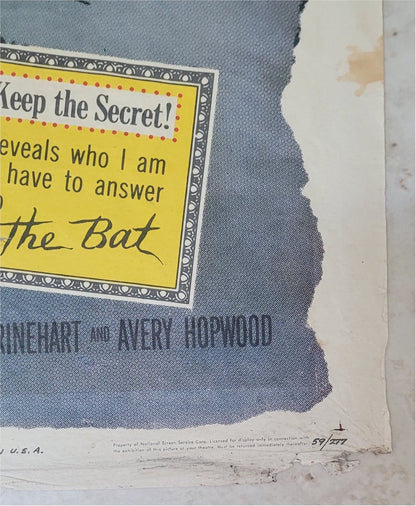 Keep the Secret!
eveals who I am
have to answer
the Bat
RINEHART AND AVERY HOPWOOD
U.S.A.
Property of National Screen Service Corp. Licensed for display only in connection with
the exhibition of this picture at your theatre. Must be returned immediately thereafter.
59/277